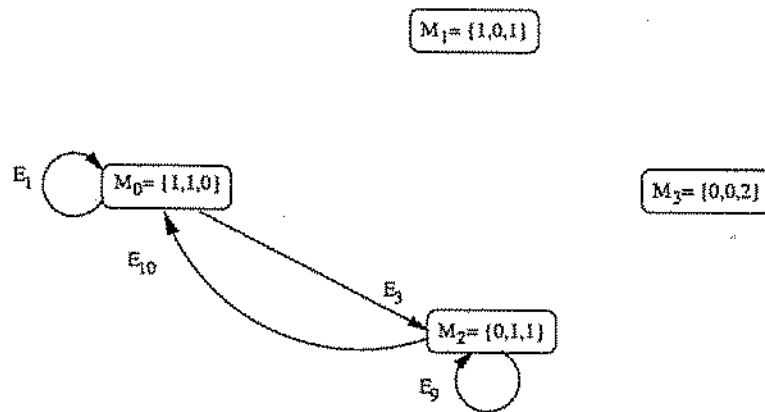 M₁= {1,0,1}
E₁
M₀= {1,1,0}
M₃= {0,0,2}
E₁₀
E₃
M₂= {0,1,1}
E₉